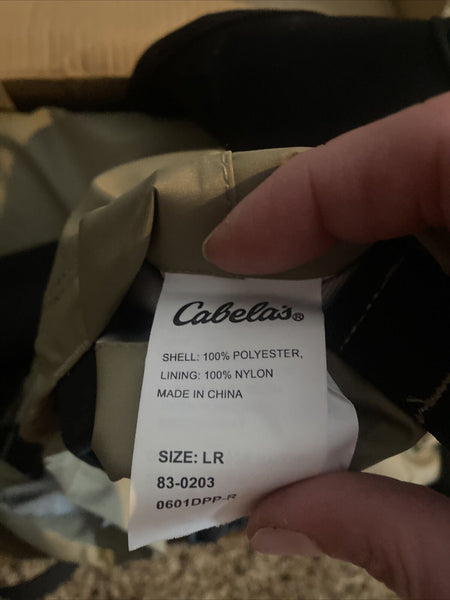 Cabela's®
SHELL: 100% POLYESTER,
LINING: 100% NYLON
MADE IN CHINA
SIZE: LR
83-0203
0601DPP-R